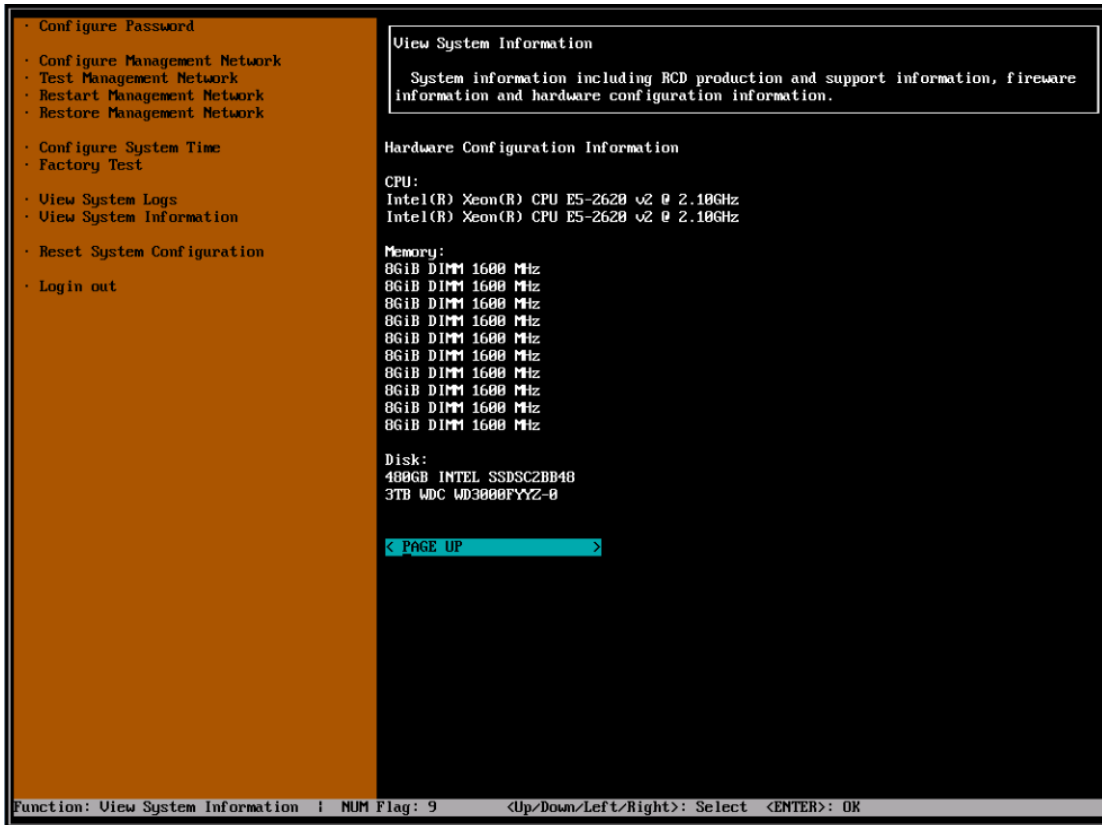 · Configure Password
· Configure Management Network
· Test Management Network
· Restart Management Network
· Restore Management Network
· Configure System Time
· Factory Test
· View System Logs
· View System Information
· Reset System Configuration
· Login out
View System Information
System information including RCD production and support information, fireware
information and hardware configuration information.
Hardware Configuration Information
CPU:
Intel(R) Xeon(R) CPU E5-2620 v2 @ 2.10GHz
Intel(R) Xeon(R) CPU E5-2620 v2 @ 2.10GHz
Memory:
8GiB DIMM 1600 MHz
8GiB DIMM 1600 MHz
8GiB DIMM 1600 MHz
8GiB DIMM 1600 MHz
8GiB DIMM 1600 MHz
8GiB DIMM 1600 MHz
8GiB DIMM 1600 MHz
8GiB DIMM 1600 MHz
8GiB DIMM 1600 MHz
8GiB DIMM 1600 MHz
Disk:
480GB INTEL SSDSC2BB48
3TB WDC WD3000FYYZ-0
< PAGE UP >
Function: View System Information ¦ NUM Flag: 9 <Up/Down/Left/Right>: Select <ENTER>: OK